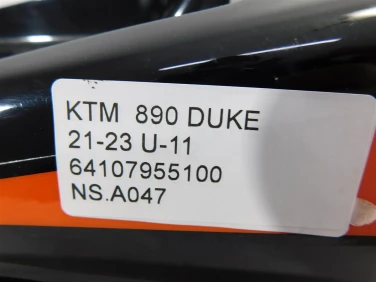 KTM 890 DUKE
21-23 U-11
64107955100
NS.A047